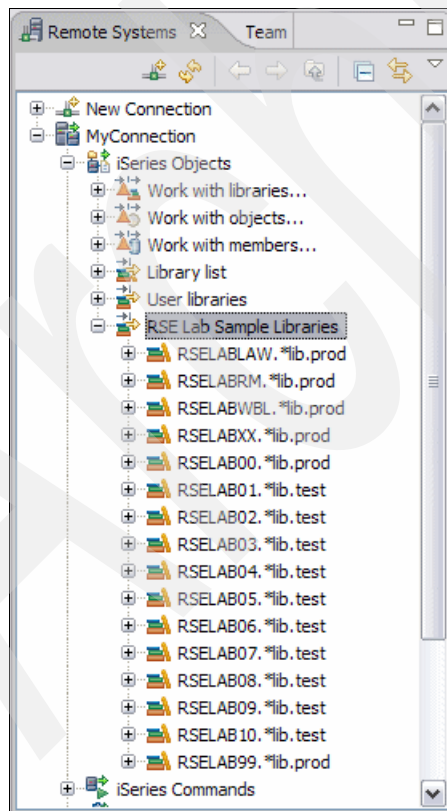 Remote Systems Team
New Connection
MyConnection
iSeries Objects
Work with libraries...
Work with objects...
Work with members...
Library list
User libraries
RSE Lab Sample Libraries
RSELABLAW.*lib.prod
RSELABRM.*lib.prod
RSELABWBL.*lib.prod
RSELABXX.*lib.prod
RSELAB00.*lib.prod
RSELAB01.*lib.test
RSELAB02.*lib.test
RSELAB03.*lib.test
RSELAB04.*lib.test
RSELAB05.*lib.test
RSELAB06.*lib.test
RSELAB07.*lib.test
RSELAB08.*lib.test
RSELAB09.*lib.test
RSELAB10.*lib.test
RSELAB99.*lib.prod
iSeries Commands